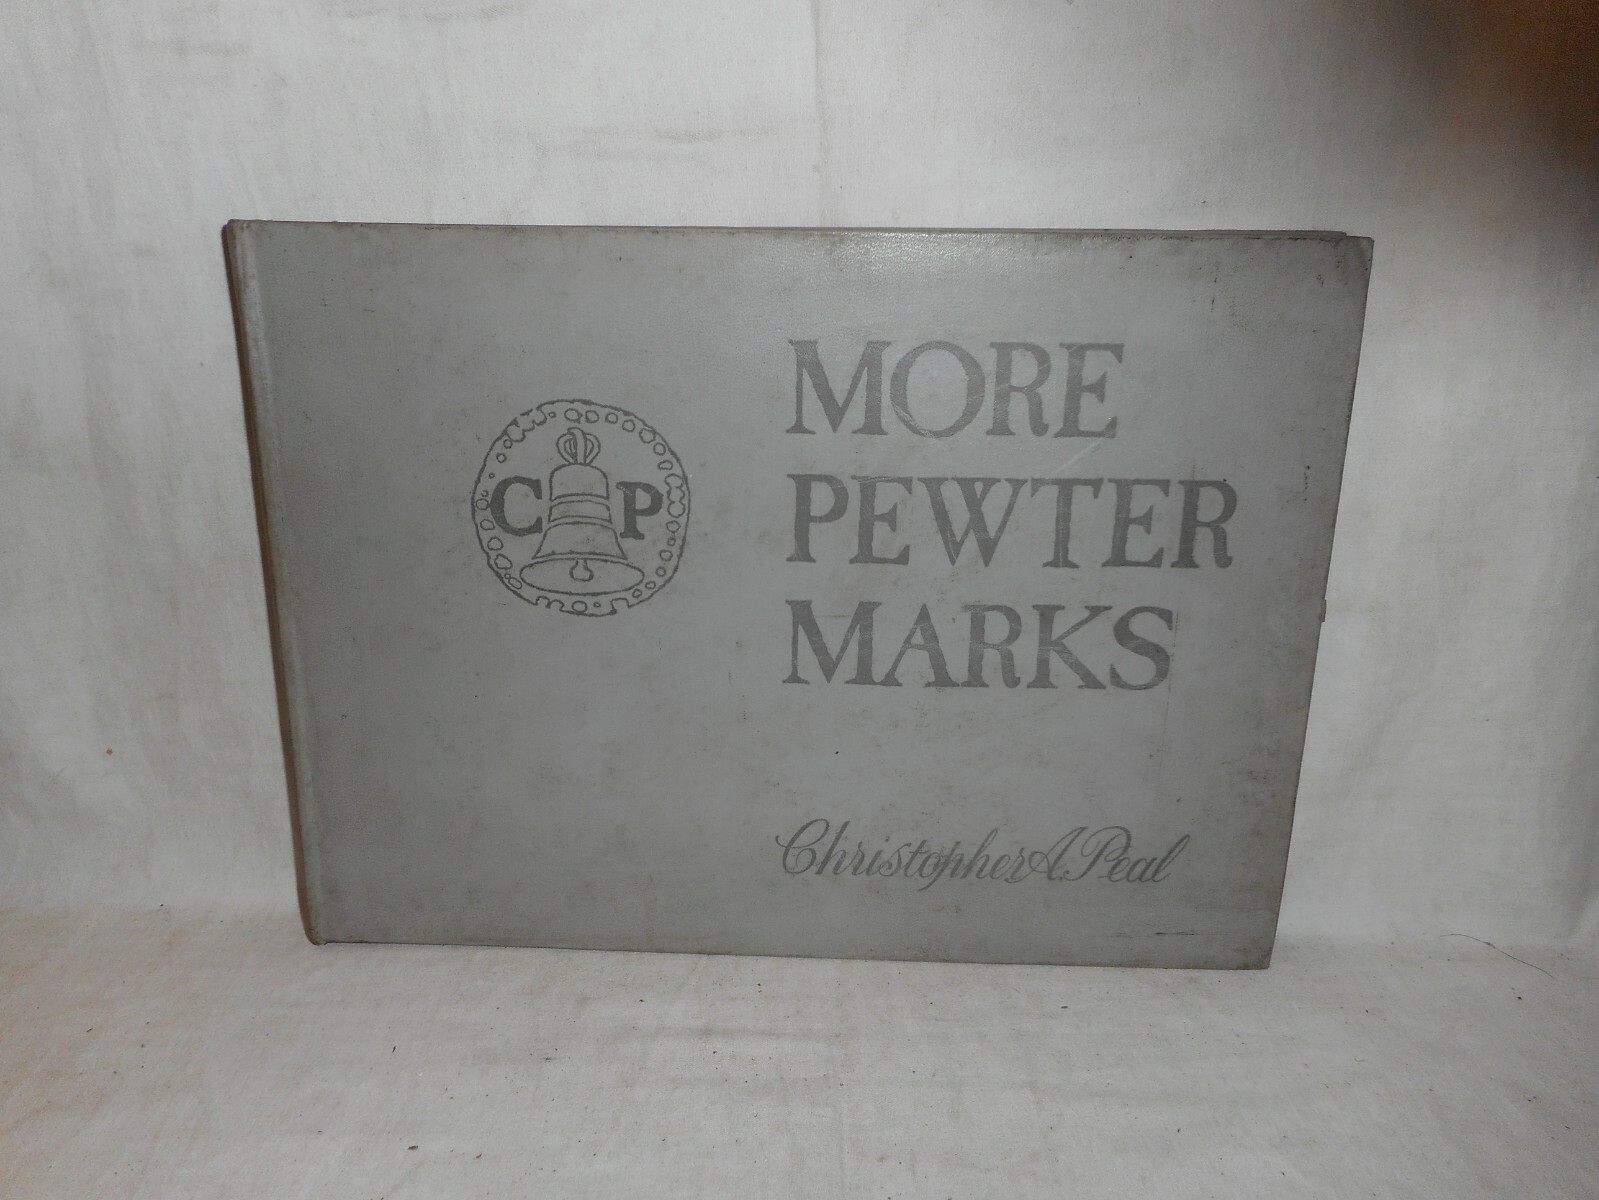 C P
MORE
PEWTER
MARKS
Christopher A. Peal